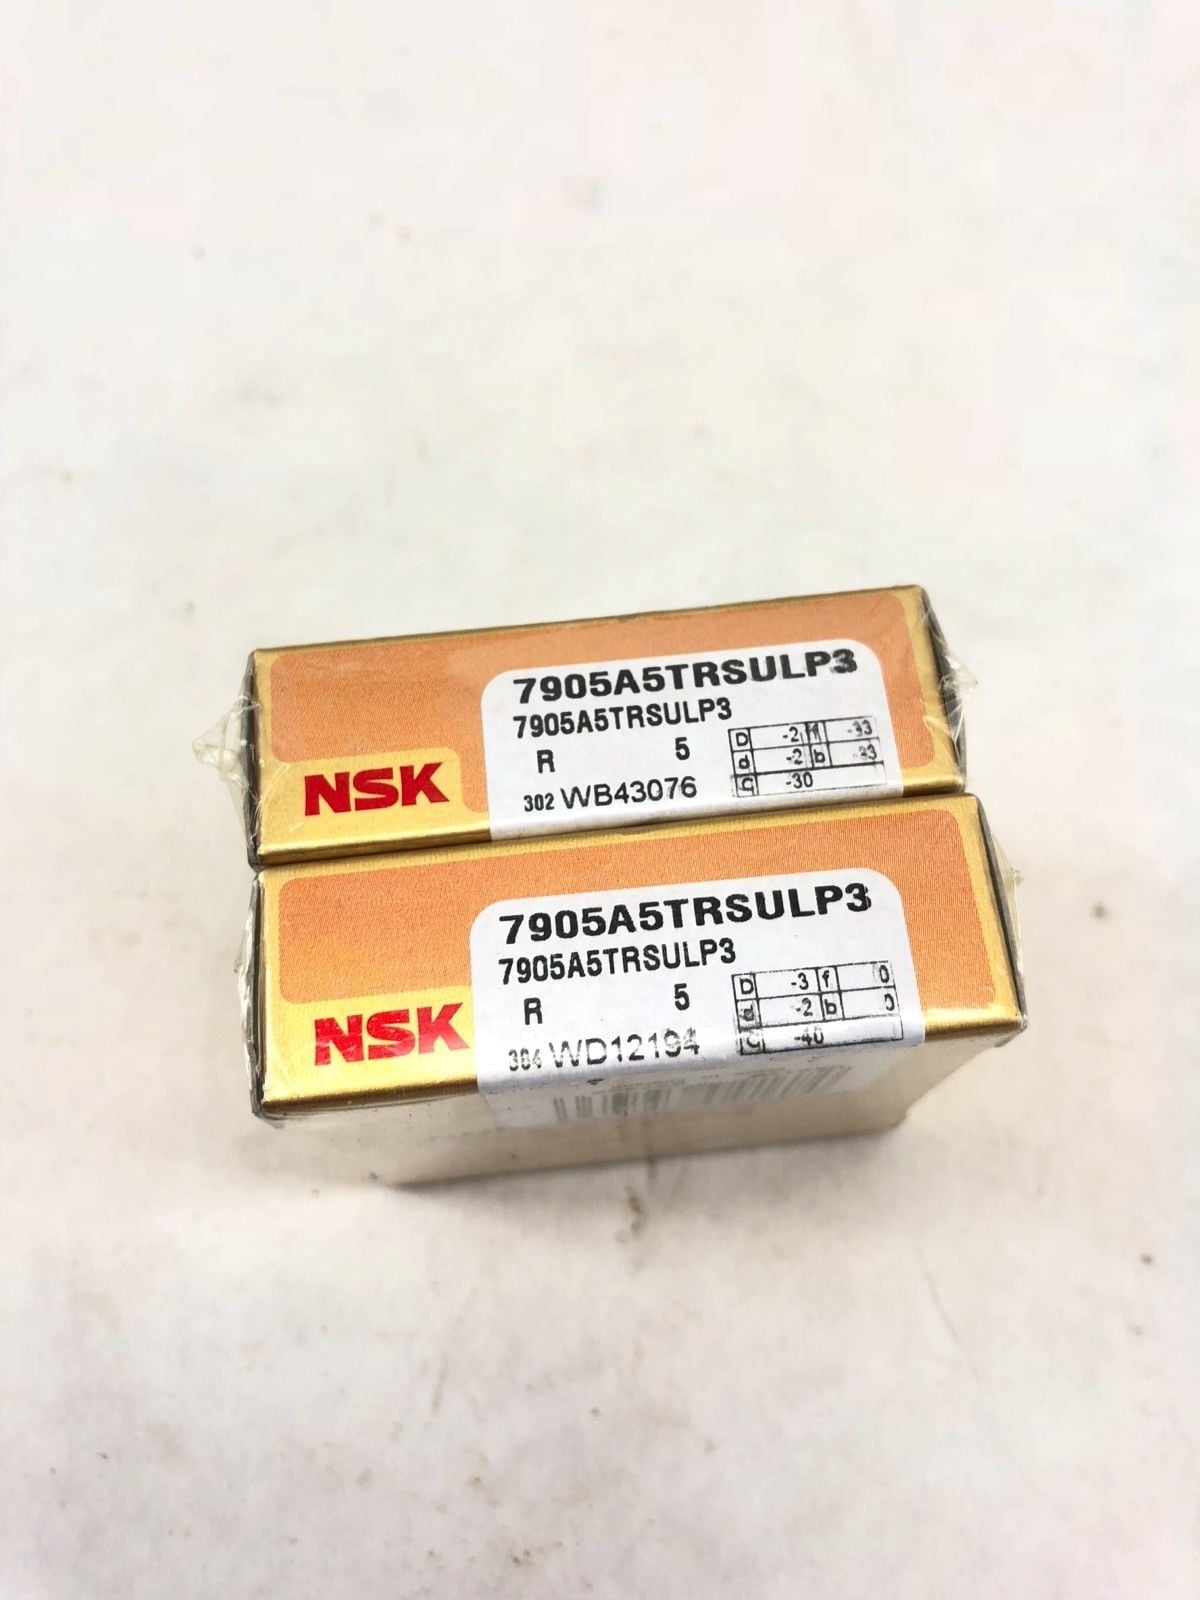 7905A5TRSULP3
7905A5TRSULP3
R 5
302 WB43076
D -2 f -33
d -2 b -33
C -30
NSK
7905A5TRSULP3
7905A5TRSULP3
R 5
304 WD12194
D -3 f 0
d -2 b 0
C -40
NSK